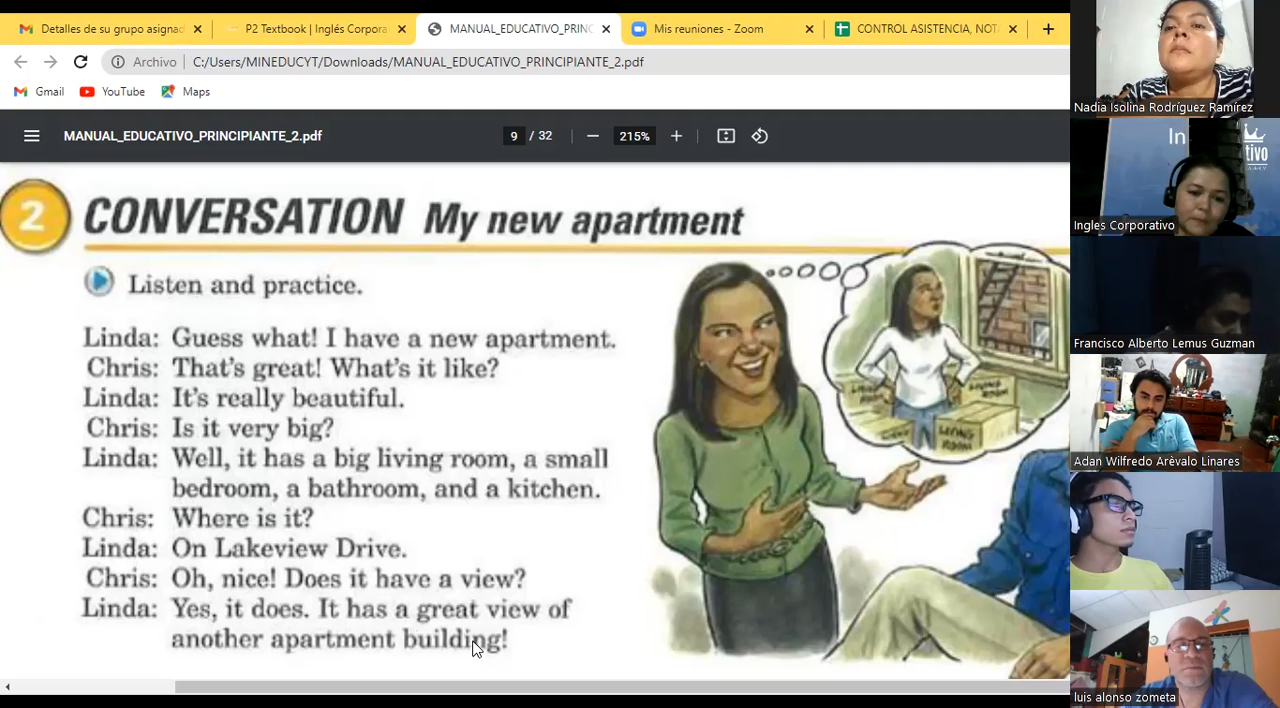 Detalles de su grupo asignad
P2 Textbook | Inglés Corpora
MANUAL_EDUCATIVO_PRINC
Mis reuniones - Zoom
CONTROL ASISTENCIA, NOT
Archivo
C:/Users/MINEDUCYT/Downloads/MANUAL_EDUCATIVO_PRINCIPIANTE_2.pdf
Gmail
YouTube
Maps
MANUAL_EDUCATIVO_PRINCIPIANTE_2.pdf
9 / 32
215%
2 CONVERSATION My new apartment
Listen and practice.
Linda: Guess what! I have a new apartment.
Chris: That's great! What's it like?
Linda: It's really beautiful.
Chris: Is it very big?
Linda: Well, it has a big living room, a small
bedroom, a bathroom, and a kitchen.
Chris: Where is it?
Linda: On Lakeview Drive.
Chris: Oh, nice! Does it have a view?
Linda: Yes, it does. It has a great view of
another apartment building!
LIVING
ROOM
Nadia Isolina Rodríguez Ramírez
In
tivo
Ingles Corporativo
Francisco Alberto Lemus Guzman
Adan Wilfredo Arèvalo Linares
luis alonso zometa